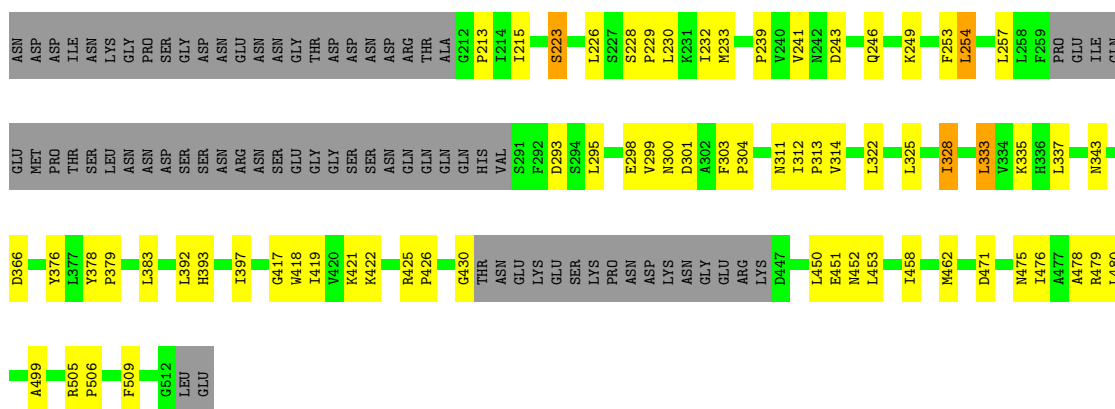 ASN ASP ASP ILE ASN LYS GLY PRO SER GLY ASP ASN GLU ASN ASN GLY THR ASP ASP ASN ASP ARG THR ALA G212 P213 I214 I215 S223 L226 S227 S228 P229 L230 K231 I232 M233 P239 V240 V241 N242 D243 Q246 K249 F253 L254 L257 L258 F259 PRO GLU ILE GLN
GLU MET PRO THR SER LEU ASN ASN ASP SER SER ASN ARG ASN SER GLU GLY GLY SER SER ASN GLN GLN GLN GLN HIS VAL S291 F292 D293 S294 L295 E298 V299 N300 D301 A302 F303 P304 N311 I312 P313 V314 L322 L325 I328 L333 V334 K335 H336 L337 N343
D366 Y376 L377 Y378 P379 L383 L392 H393 I397 G417 W418 I419 V420 K421 K422 R425 P426 G430 THR ASN GLU LYS GLU SER LYS PRO ASN ASP LYS ASN GLY GLU ARG LYS D447 L450 E451 N452 L453 I458 M462 D471 N475 I476 A477 A478 R479 L480
A499 R505 P506 F509 G512 LEU GLU